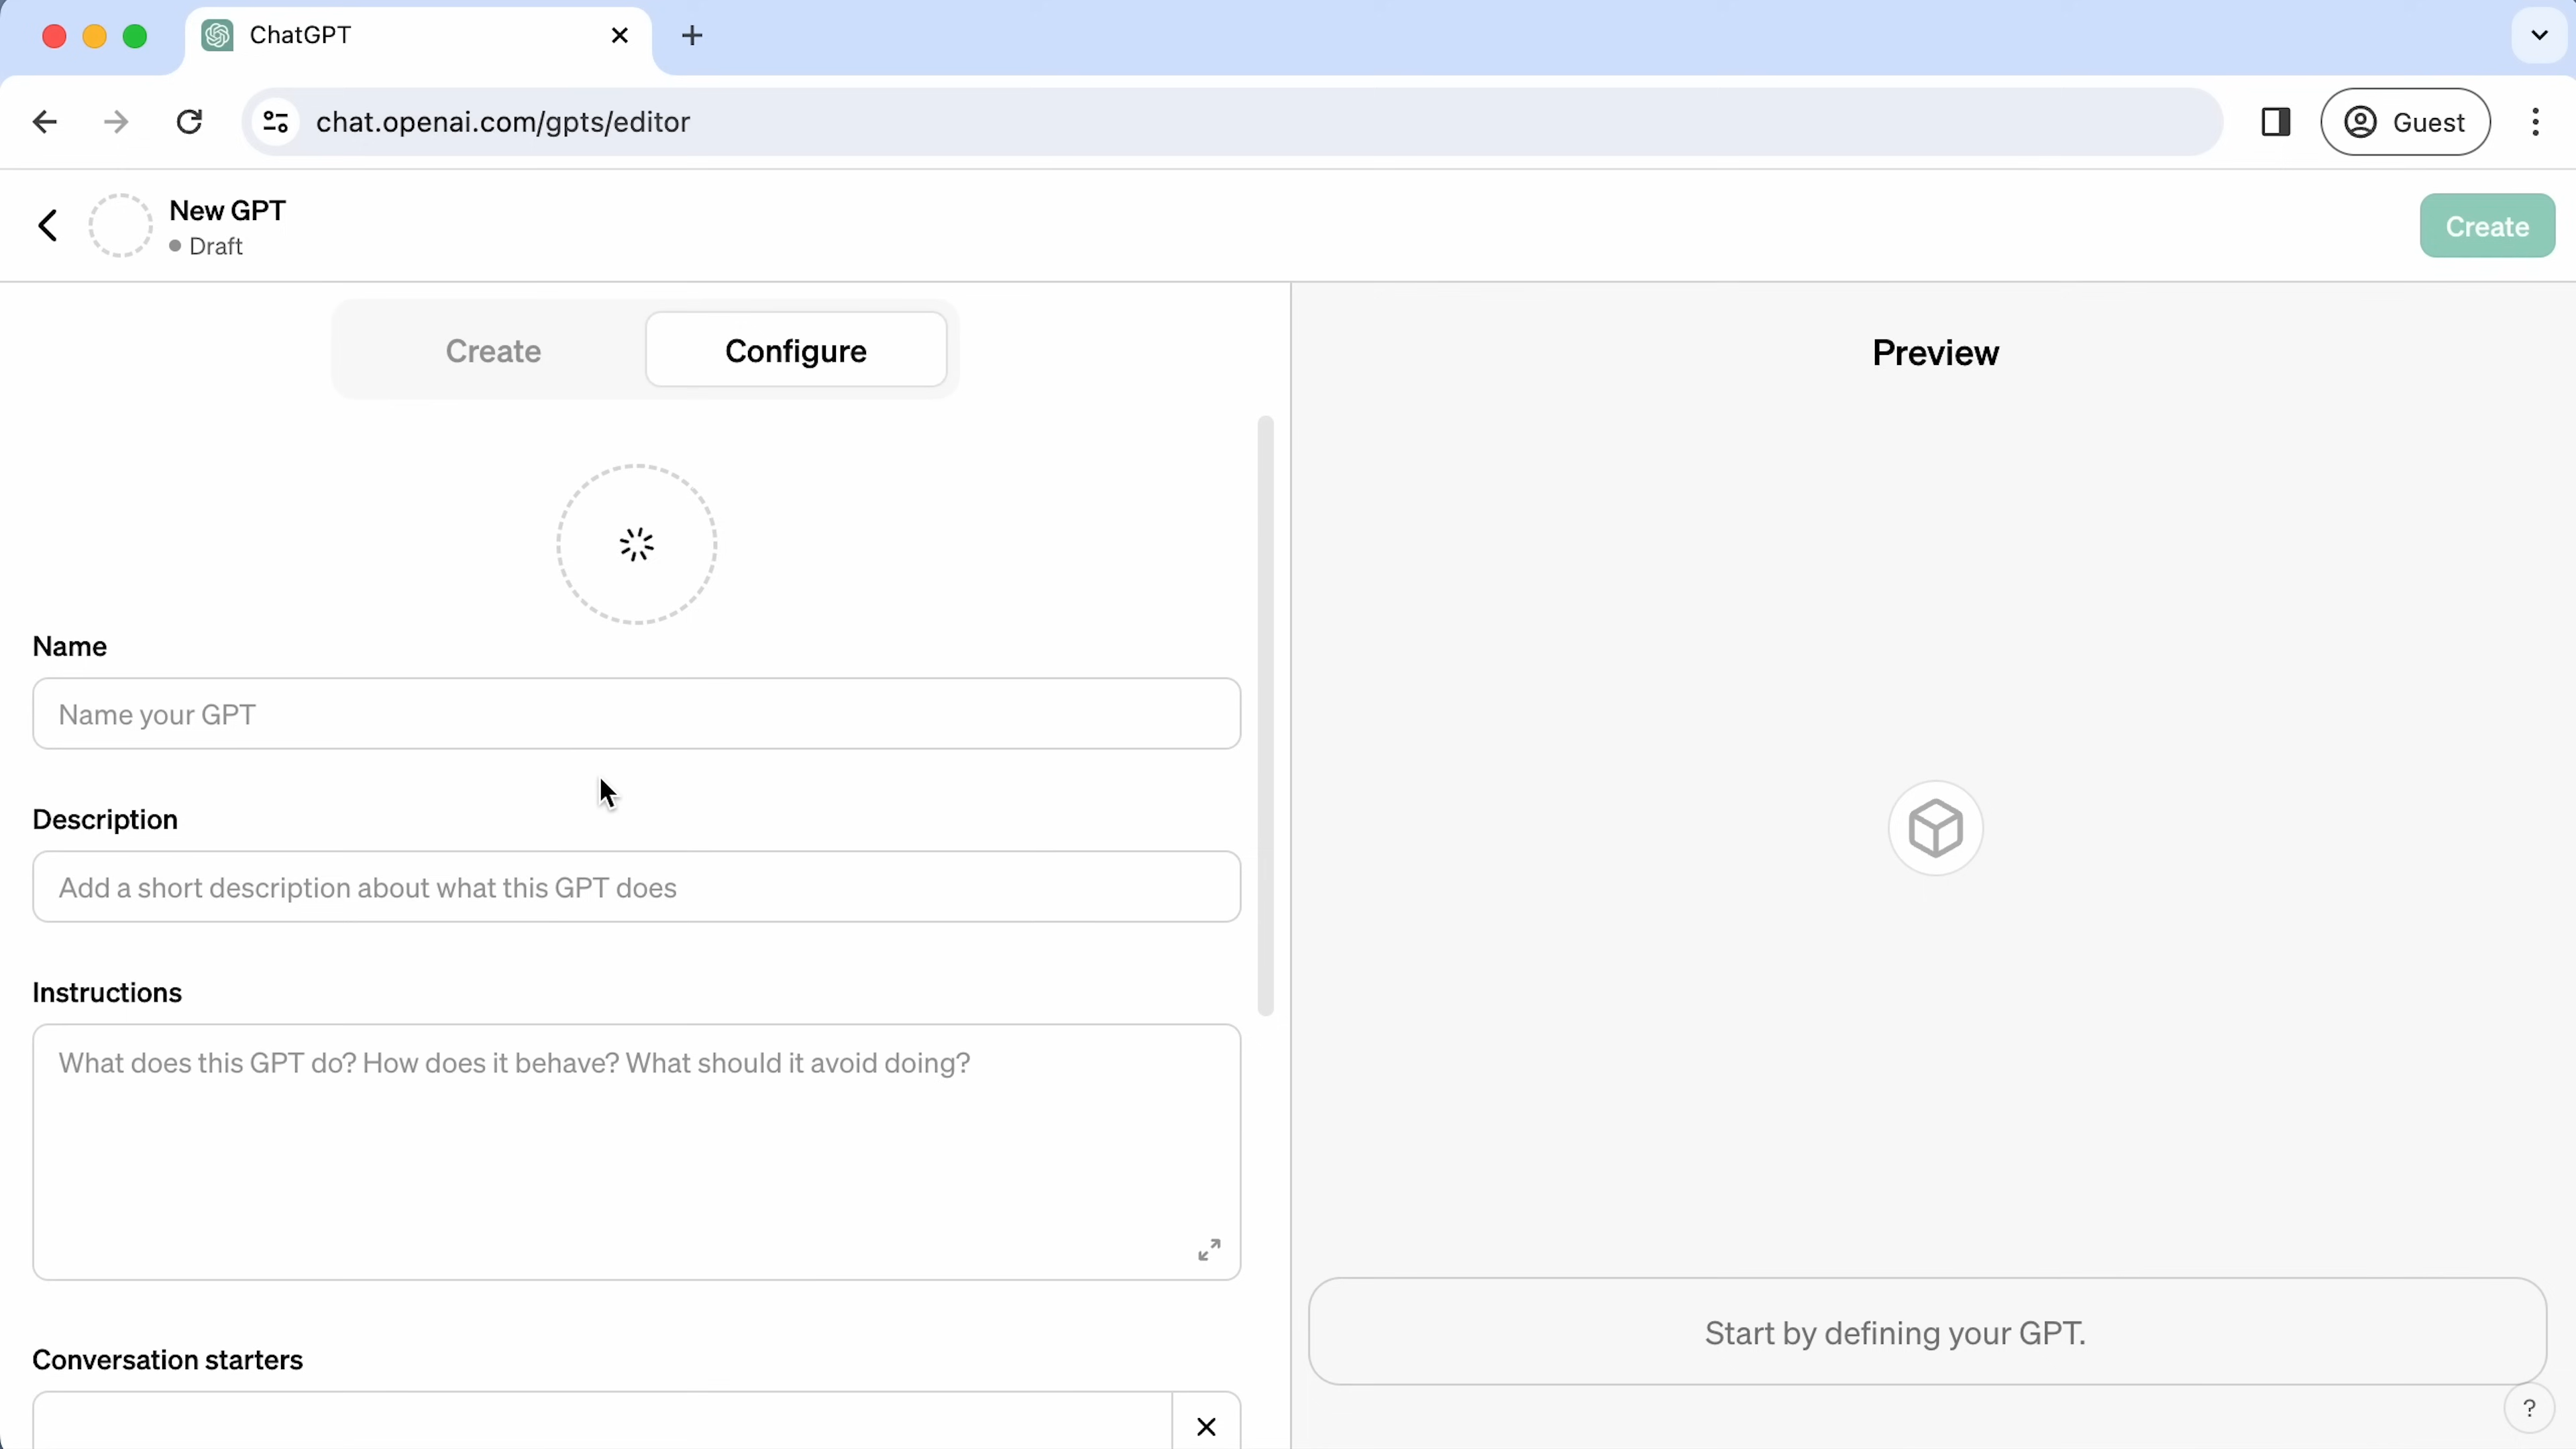 ChatGPT
chat.openai.com/gpts/editor
Guest
New GPT
Draft
Create
Create
Configure
Preview
Name
Name your GPT
Description
Add a short description about what this GPT does
Instructions
What does this GPT do? How does it behave? What should it avoid doing?
Conversation starters
Start by defining your GPT.
?